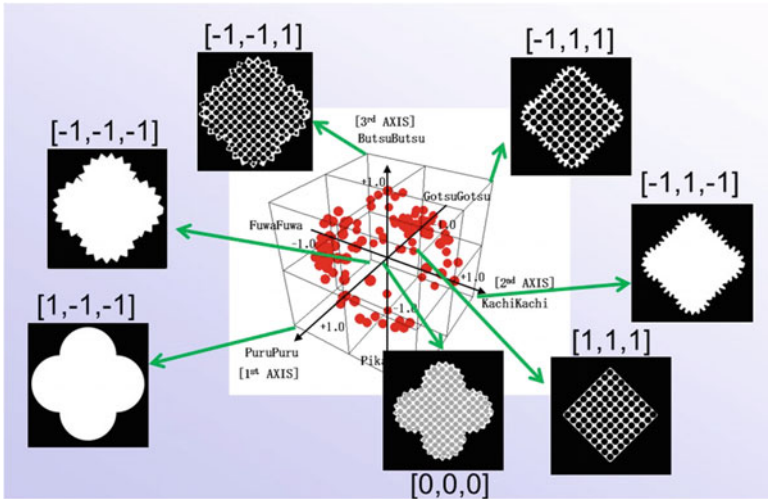 [-1,-1,1]
[-1,1,1]
[-1,-1,-1]
[3rd AXIS]
ButsuButsu
+1.0
GotsuGotsu
[-1,1,-1]
FuwaFuwa
-1.0
+1.0
[2nd AXIS]
KachiKachi
[1,-1,-1]
+1.0
-1.0
[1,1,1]
PuruPuru
[1st AXIS]
[0,0,0]